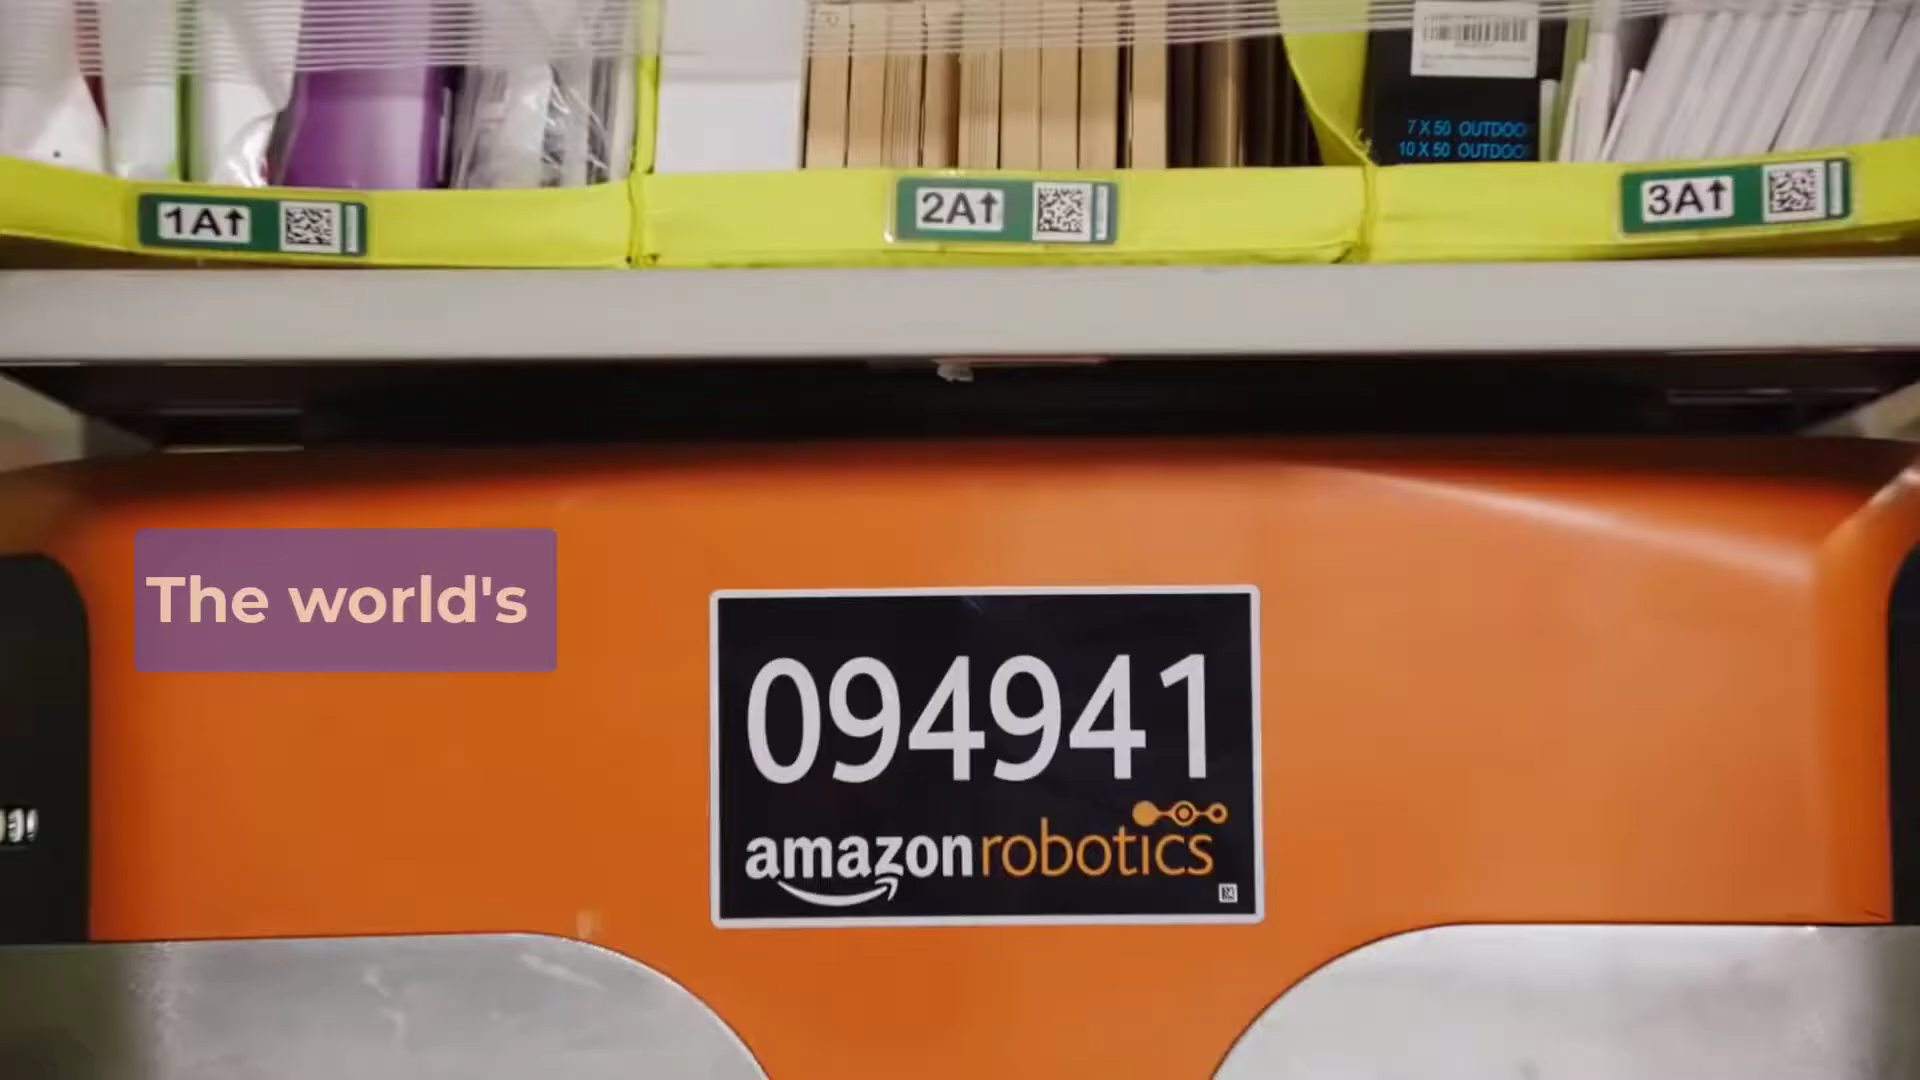 1A↑
2A↑
3A↑
7 X 50 OUTDOO
10 X 50 OUTDOO
The world's
094941
amazonrobotics